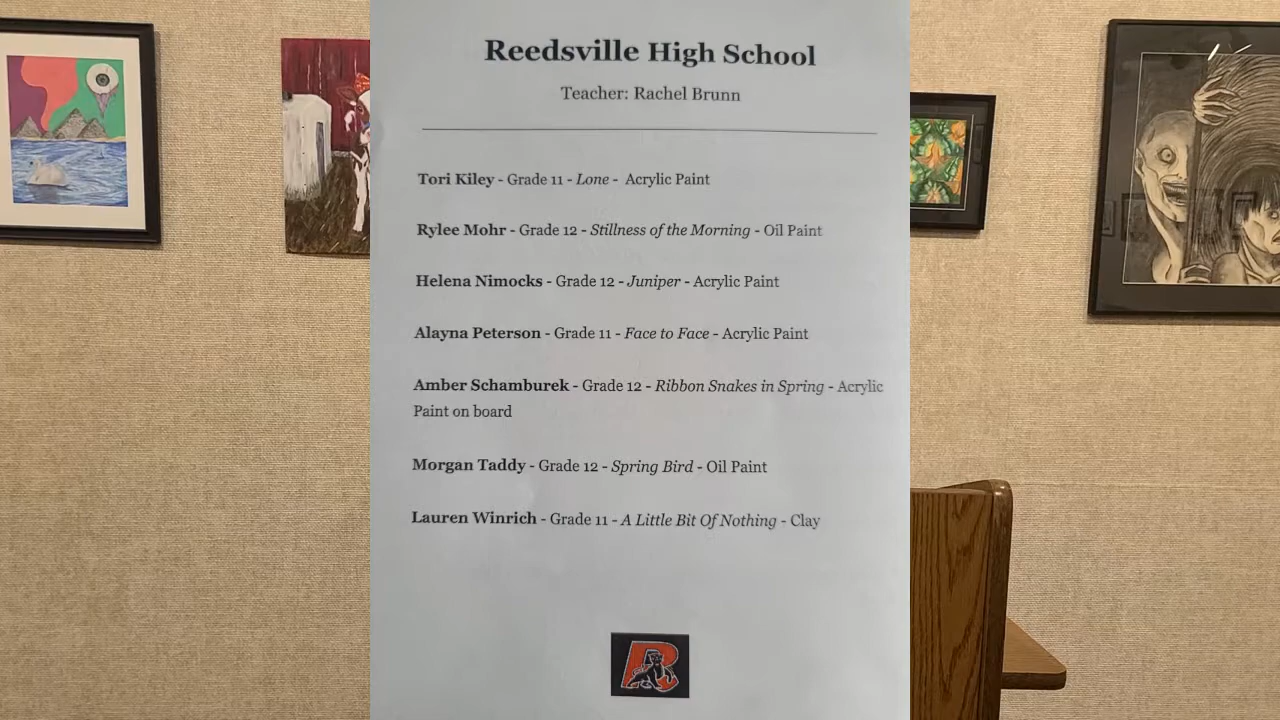 Reedsville High School
Teacher: Rachel Brunn
Tori Kiley - Grade 11 - Lone - Acrylic Paint
Rylee Mohr - Grade 12 - Stillness of the Morning - Oil Paint
Helena Nimocks - Grade 12 - Juniper - Acrylic Paint
Alayna Peterson - Grade 11 - Face to Face - Acrylic Paint
Amber Schamburek - Grade 12 - Ribbon Snakes in Spring - Acrylic
Paint on board
Morgan Taddy - Grade 12 - Spring Bird - Oil Paint
Lauren Winrich - Grade 11 - A Little Bit Of Nothing - Clay
R